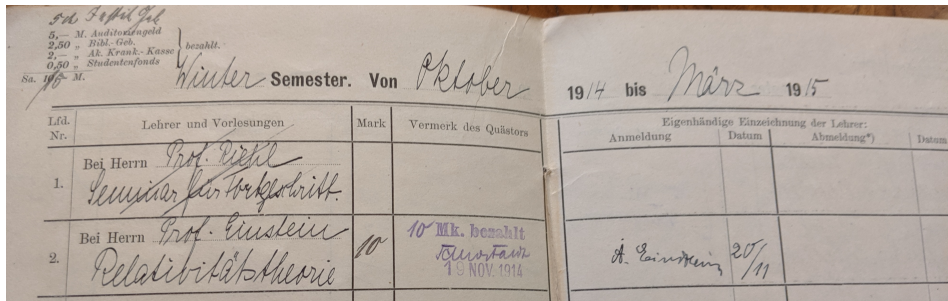 5,— M. Auditoriengeld
2,50 „ Bibl.-Geb.
2,— „ Ak. Krank.-Kasse
0,50 „ Studentenfonds
bezahlt.
Sa. 10 M.
Winter Semester. Von Oktober 1914 bis März 1915
Lfd. Nr.
Lehrer und Vorlesungen
Mark
Vermerk des Quästors
Eigenhändige Einzeichnung der Lehrer:
Anmeldung
Datum
Abmeldung*)
Datum
1.
Bei Herrn Prof. Riehl
Seminar für Fortgeschritt.
2.
Bei Herrn Prof. Einstein
Relativitätstheorie
10
10 Mk. bezahlt
19 NOV. 1914
A. Einstein
20/11